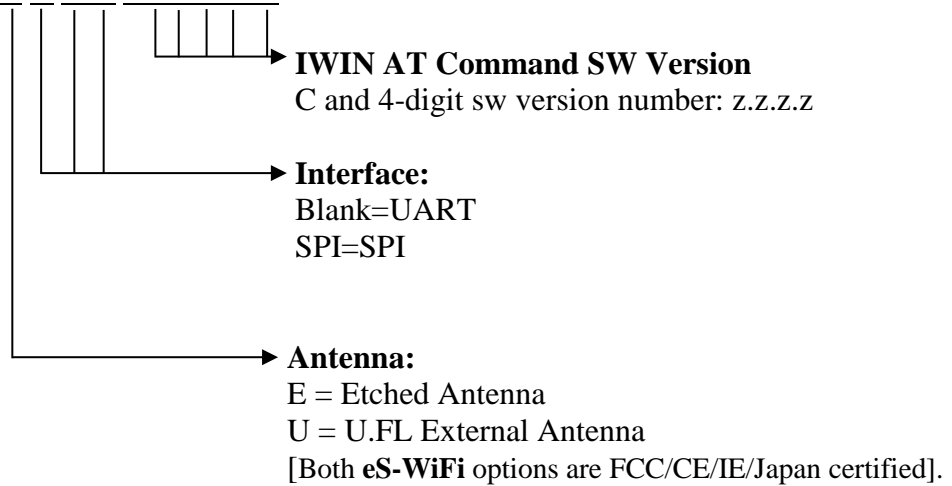 IWIN AT Command SW Version
C and 4-digit sw version number: z.z.z.z
Interface:
Blank=UART
SPI=SPI
Antenna:
E = Etched Antenna
U = U.FL External Antenna
[Both eS-WiFi options are FCC/CE/IE/Japan certified].